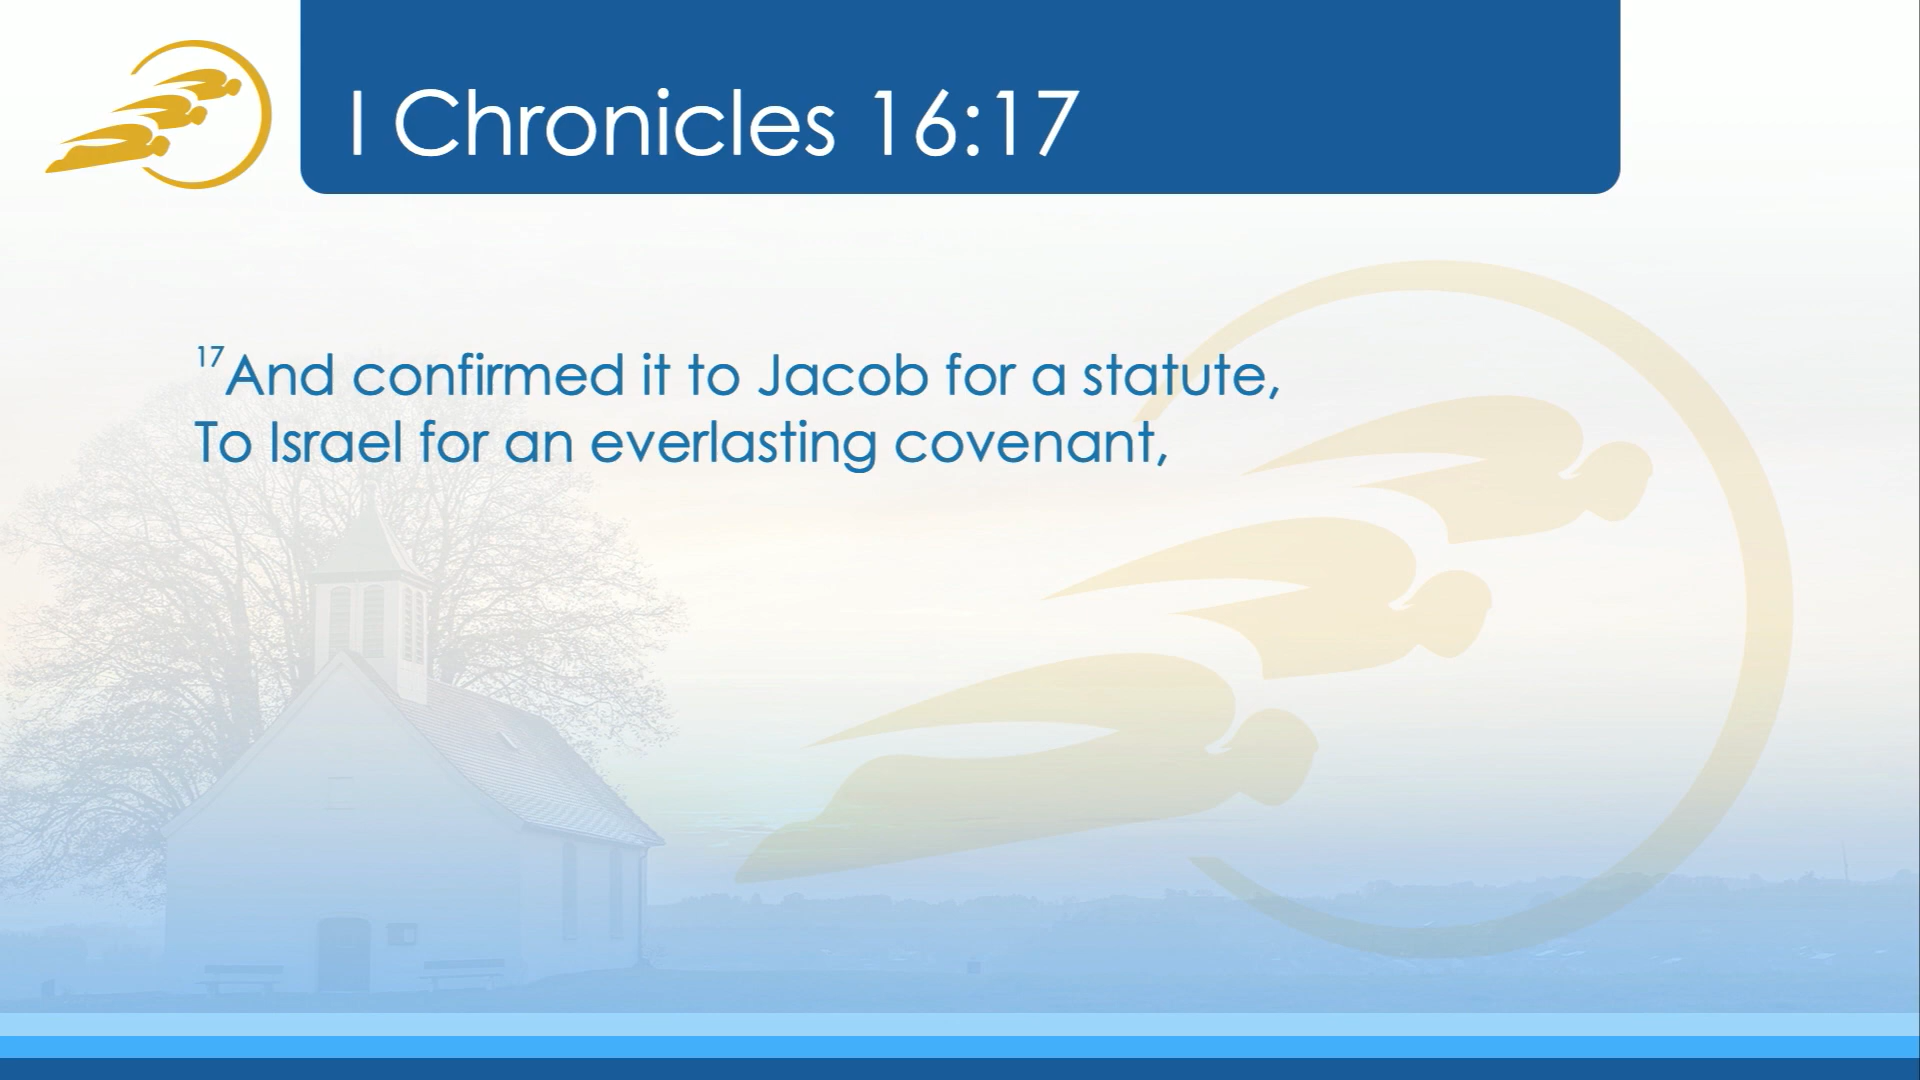 I Chronicles 16:17
17And confirmed it to Jacob for a statute,
To Israel for an everlasting covenant,